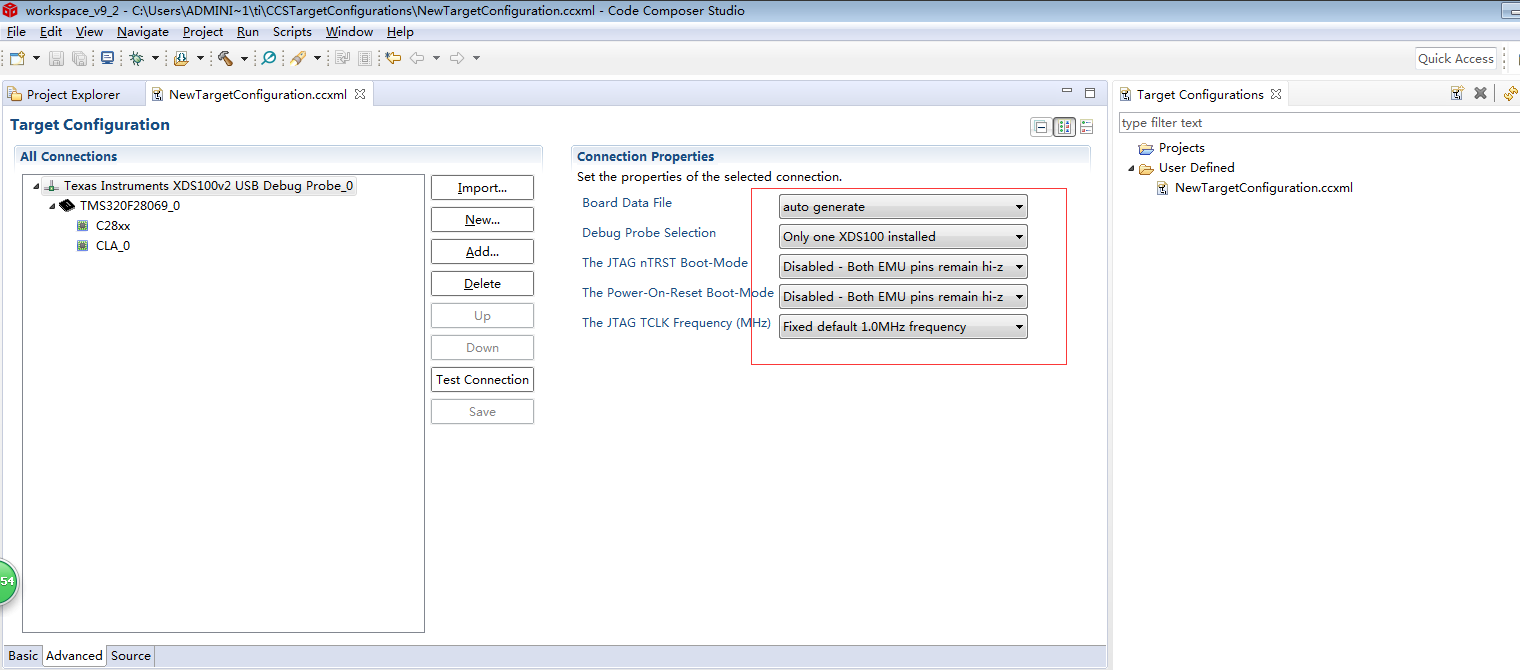 workspace_v9_2 - C:\Users\ADMINI~1\ti\CCSTargetConfigurations\NewTargetConfiguration.ccxml - Code Composer Studio
File Edit View Navigate Project Run Scripts Window Help
Quick Access
Project Explorer NewTargetConfiguration.ccxml
Target Configurations
Target Configuration
type filter text
All Connections
Texas Instruments XDS100v2 USB Debug Probe_0
TMS320F28069_0
C28xx
CLA_0
Import...
New...
Add...
Delete
Up
Down
Test Connection
Save
Connection Properties
Set the properties of the selected connection.
Board Data File auto generate
Debug Probe Selection Only one XDS100 installed
The JTAG nTRST Boot-Mode Disabled - Both EMU pins remain hi-z
The Power-On-Reset Boot-Mode Disabled - Both EMU pins remain hi-z
The JTAG TCLK Frequency (MHz) Fixed default 1.0MHz frequency
Projects
User Defined
NewTargetConfiguration.ccxml
54
Basic Advanced Source